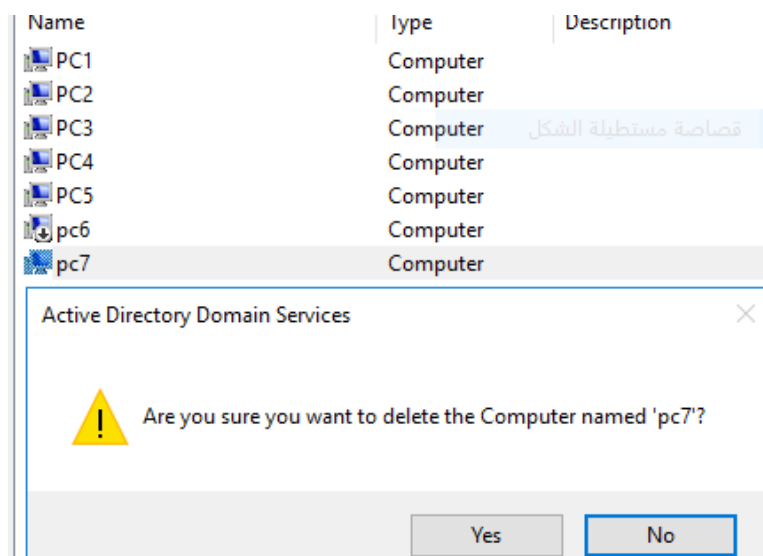 Name Type Description
PC1 Computer
PC2 Computer
PC3 Computer قصاصة مستطيلة الشكل
PC4 Computer
PC5 Computer
pc6 Computer
pc7 Computer
Active Directory Domain Services
Are you sure you want to delete the Computer named 'pc7'?
Yes No